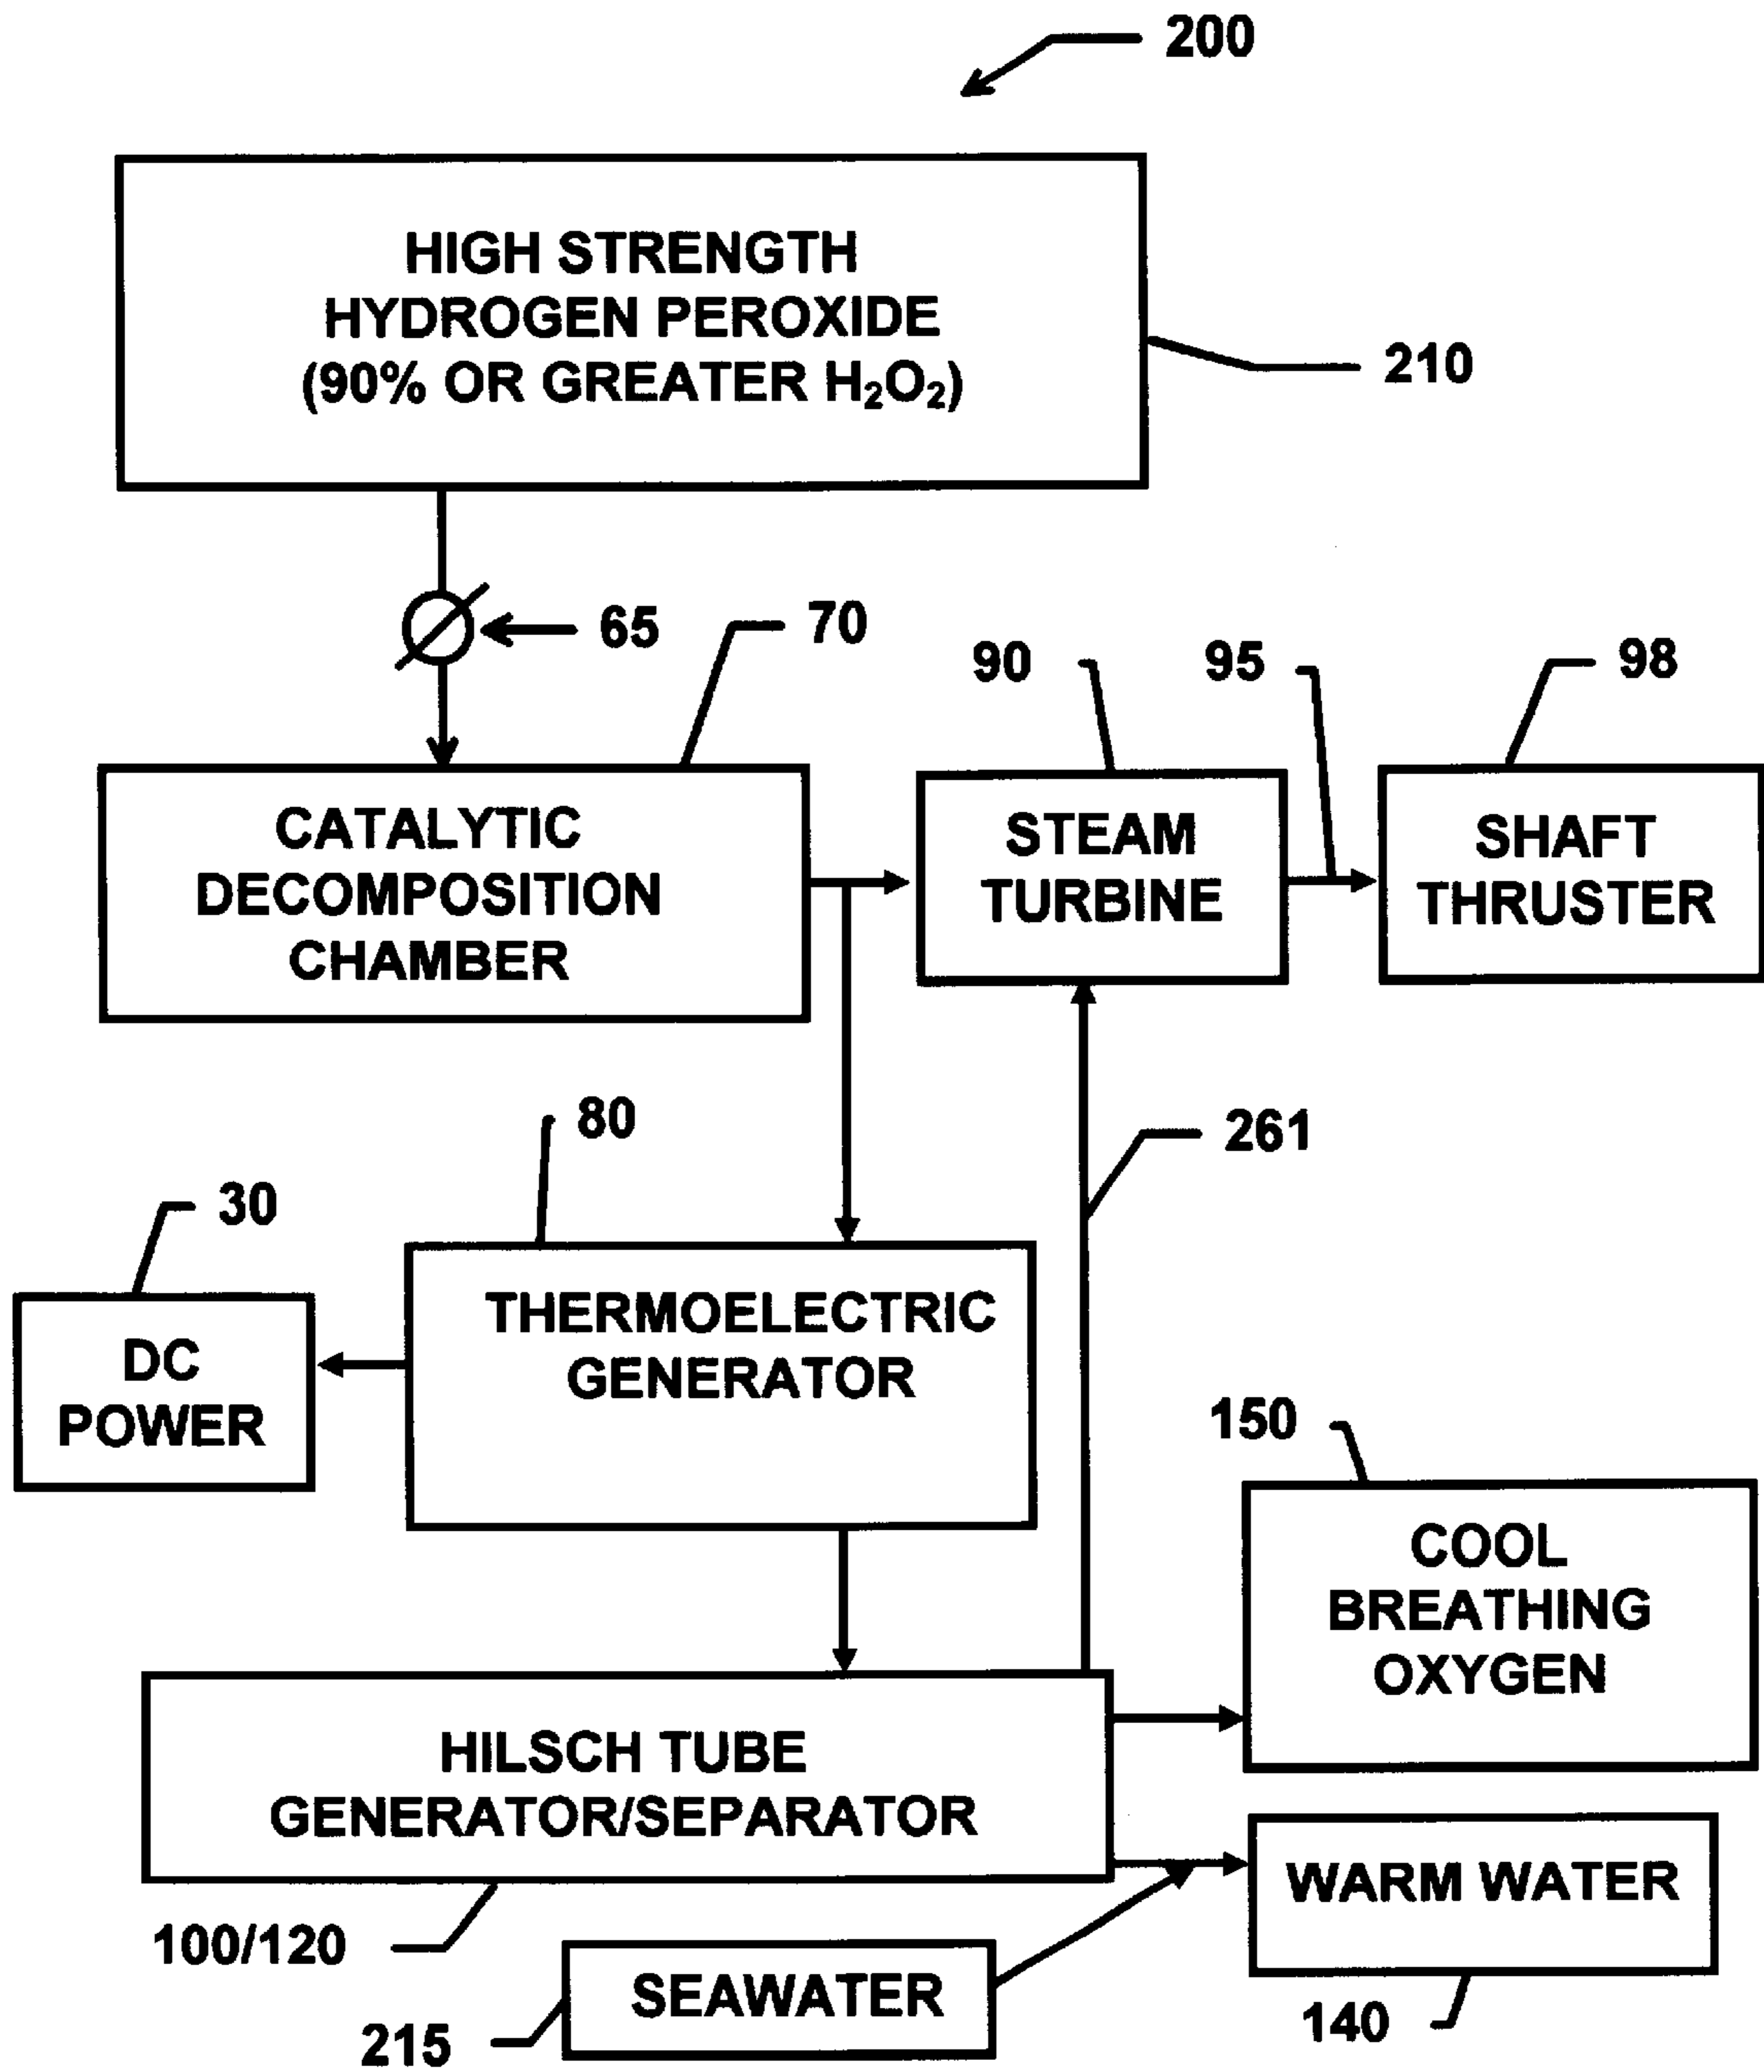 200
HIGH STRENGTH
HYDROGEN PEROXIDE
(90% OR GREATER H₂O₂)
210
65
70
90
95
98
CATALYTIC
DECOMPOSITION
CHAMBER
STEAM
TURBINE
SHAFT
THRUSTER
80
261
30
THERMOELECTRIC
GENERATOR
DC
POWER
150
COOL
BREATHING
OXYGEN
HILSCH TUBE
GENERATOR/SEPARATOR
WARM WATER
100/120
SEAWATER
215
140